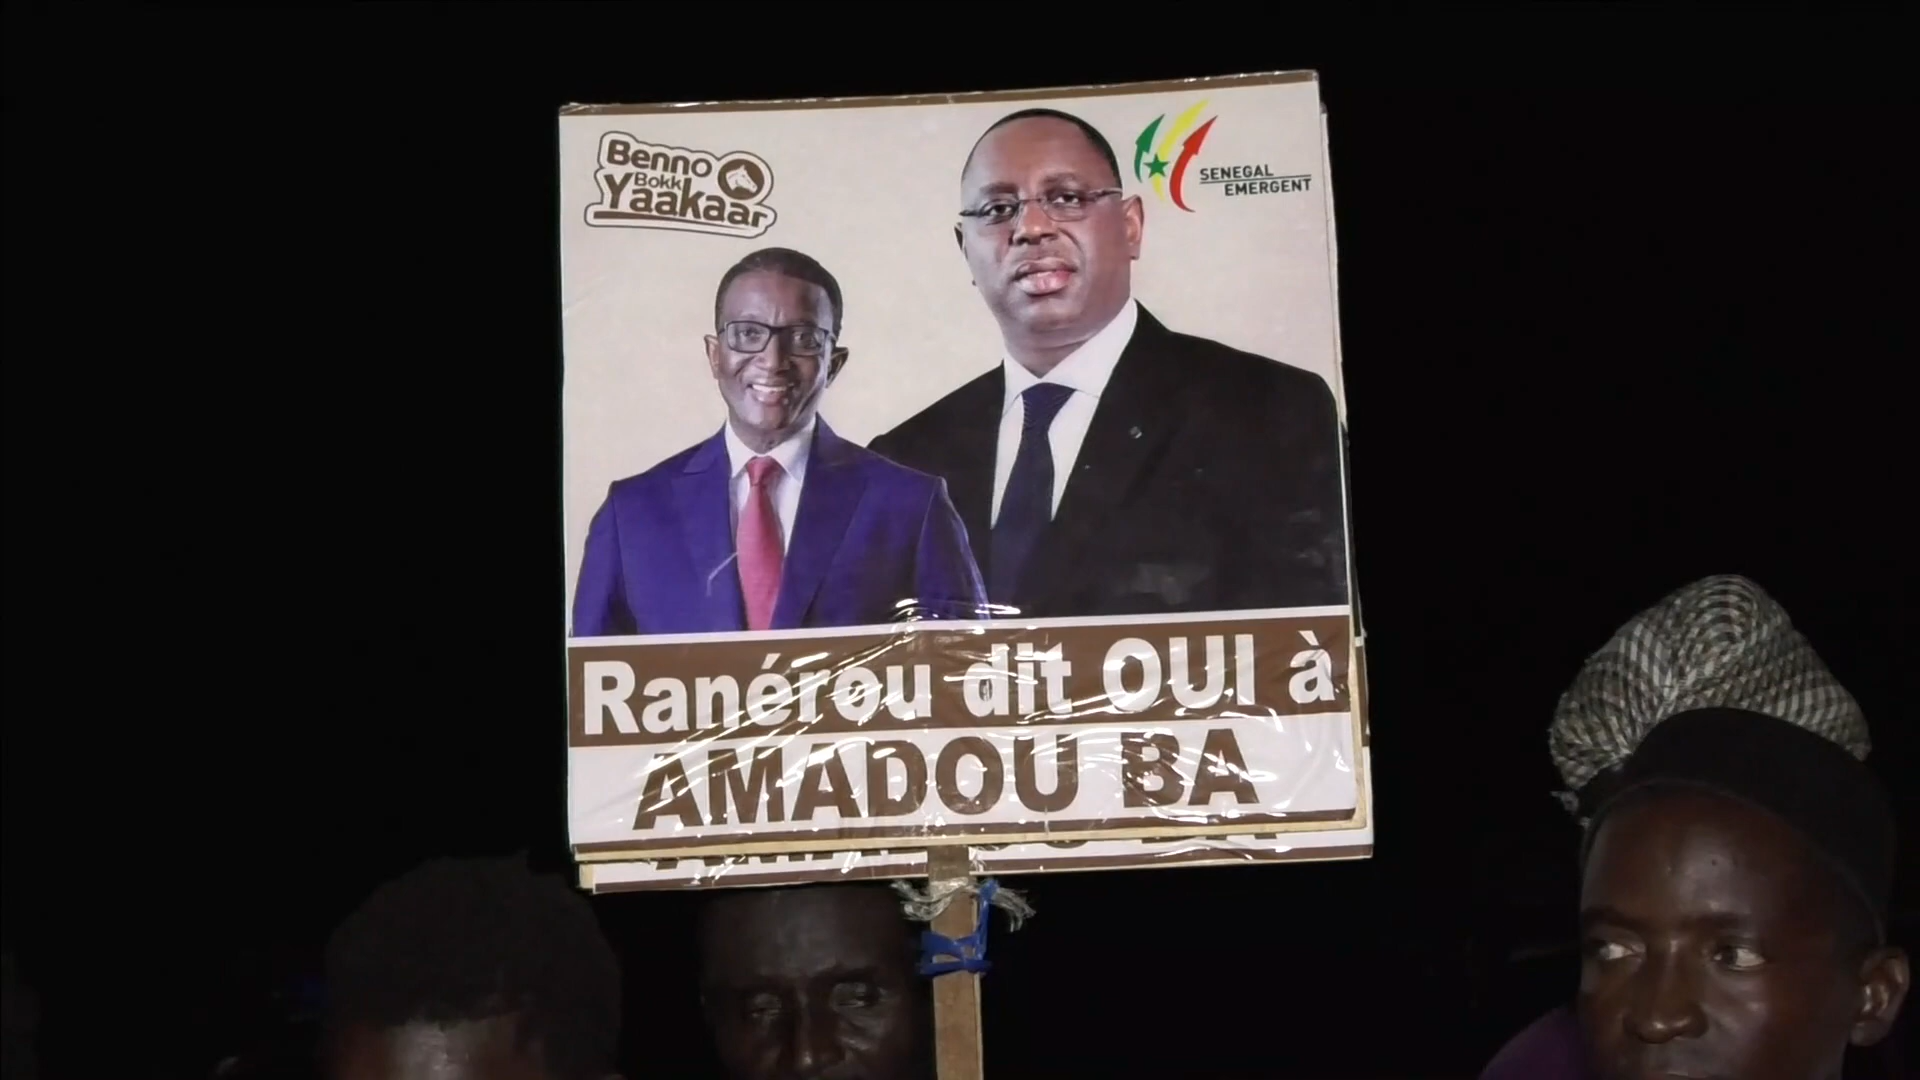 Benno
Bokk
Yaakaar
SENEGAL
EMERGENT
Ranérou dit OUI à
AMADOU BA